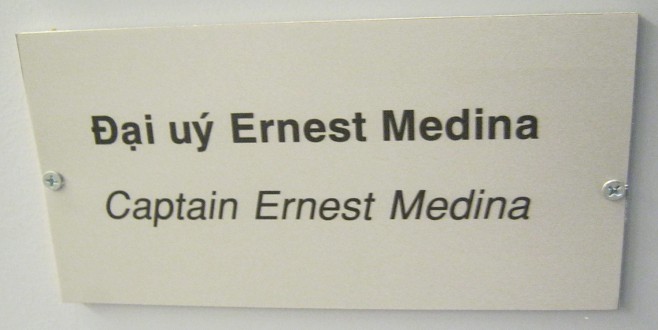 Đại uý Ernest Medina
Captain Ernest Medina